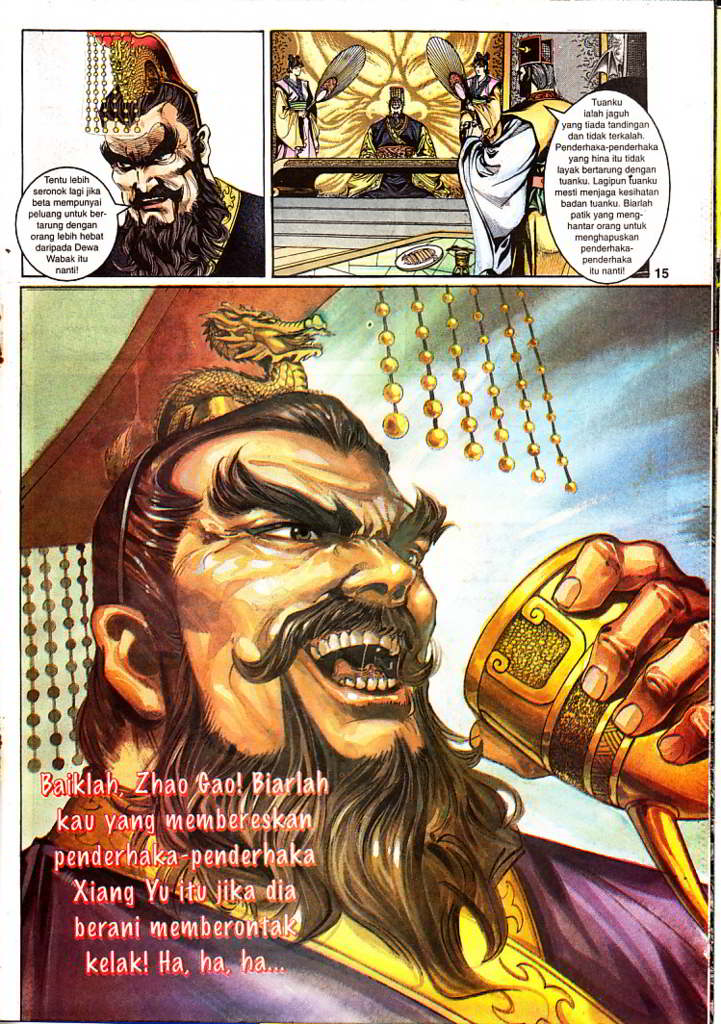 Tentu lebih
seronok lagi jika
beta mempunyai
peluang untuk ber-
tarung dengan
orang lebih hebat
daripada Dewa
Wabak itu
nanti!
Tuanku
ialah jaguh
yang tiada tandingan
dan tidak terkalah.
Penderhaka-penderhaka
yang hina itu tidak
layak bertarung dengan
tuanku. Lagipun tuanku
mesti menjaga kesihatan
badan tuanku. Biarlah
patik yang meng-
hantar orang untuk
menghapuskan
penderhaka-
penderhaka
itu nanti!
15
Baiklah, Zhao Gao! Biarlah
kau yang membereskan
penderhaka-penderhaka
Xiang Yu itu jika dia
berani memberontak
kelak! Ha, ha, ha...